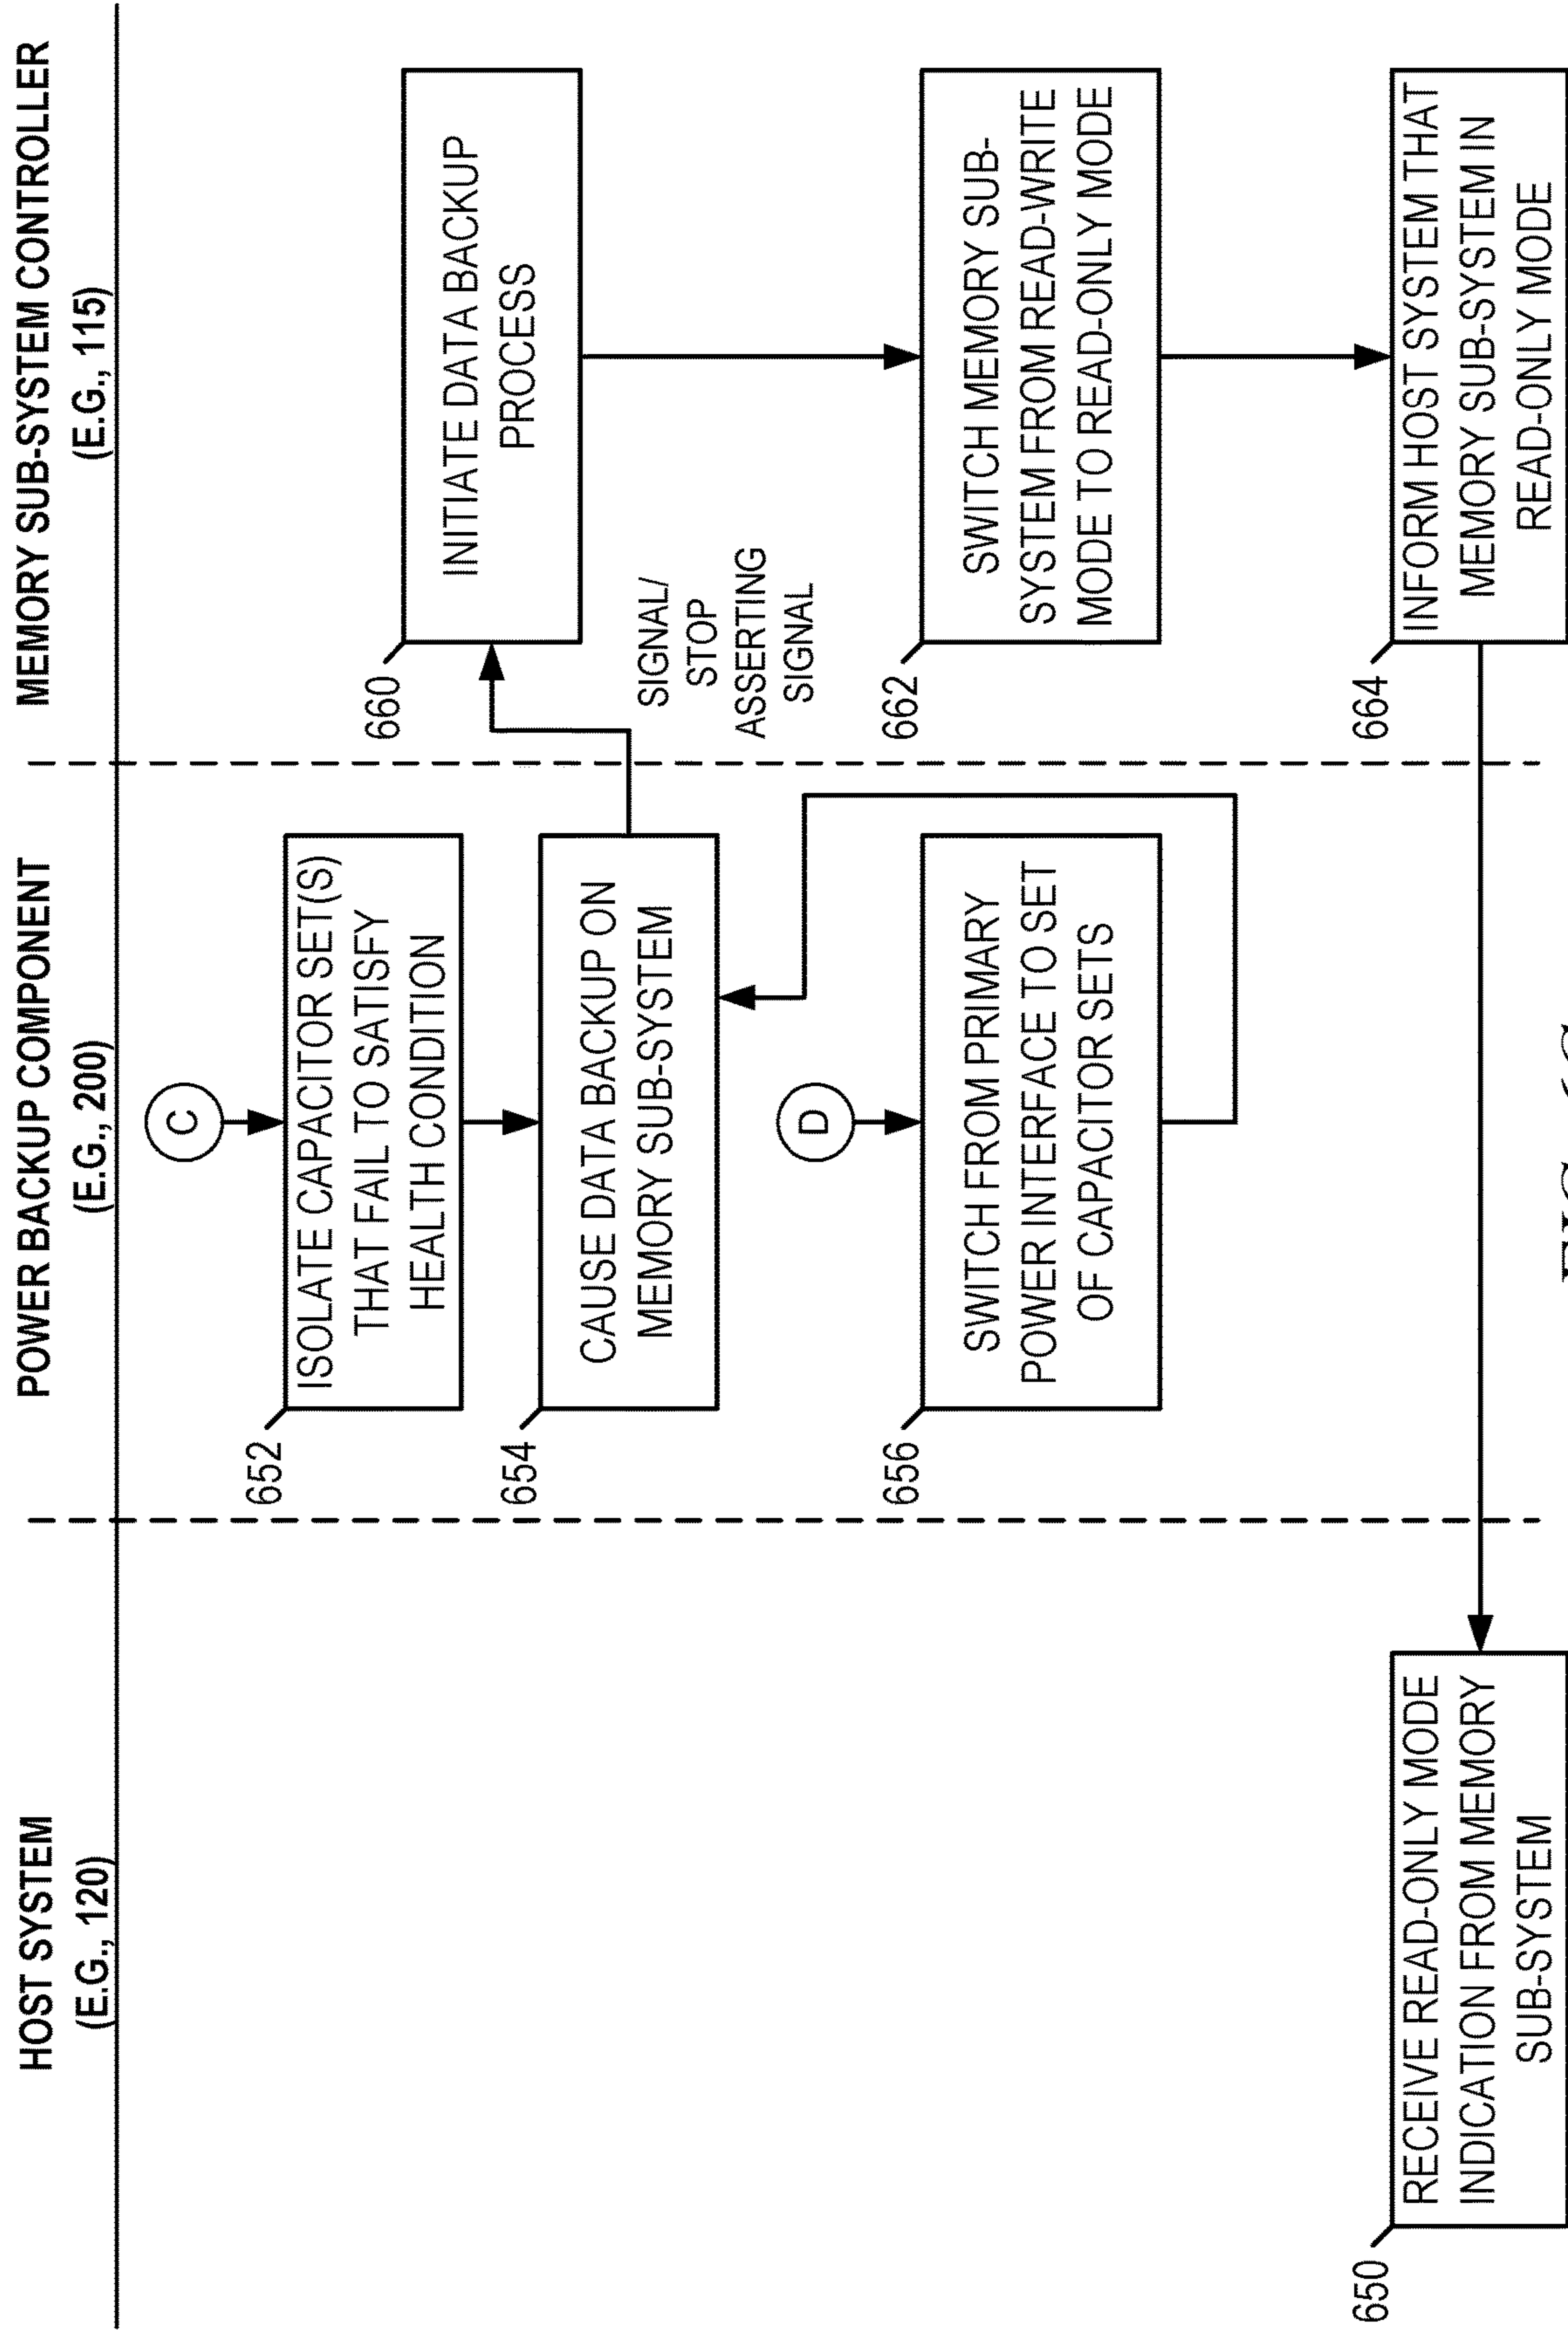 HOST SYSTEM
(E.G., 120)
POWER BACKUP COMPONENT
(E.G., 200)
MEMORY SUB-SYSTEM CONTROLLER
(E.G., 115)
C
652
ISOLATE CAPACITOR SET(S)
THAT FAIL TO SATISFY
HEALTH CONDITION
660
INITIATE DATA BACKUP
PROCESS
654
CAUSE DATA BACKUP ON
MEMORY SUB-SYSTEM
SIGNAL/
STOP
ASSERTING
SIGNAL
D
656
SWITCH FROM PRIMARY
POWER INTERFACE TO SET
OF CAPACITOR SETS
662
SWITCH MEMORY SUB-
SYSTEM FROM READ-WRITE
MODE TO READ-ONLY MODE
650
RECEIVE READ-ONLY MODE
INDICATION FROM MEMORY
SUB-SYSTEM
664
INFORM HOST SYSTEM THAT
MEMORY SUB-SYSTEM IN
READ-ONLY MODE